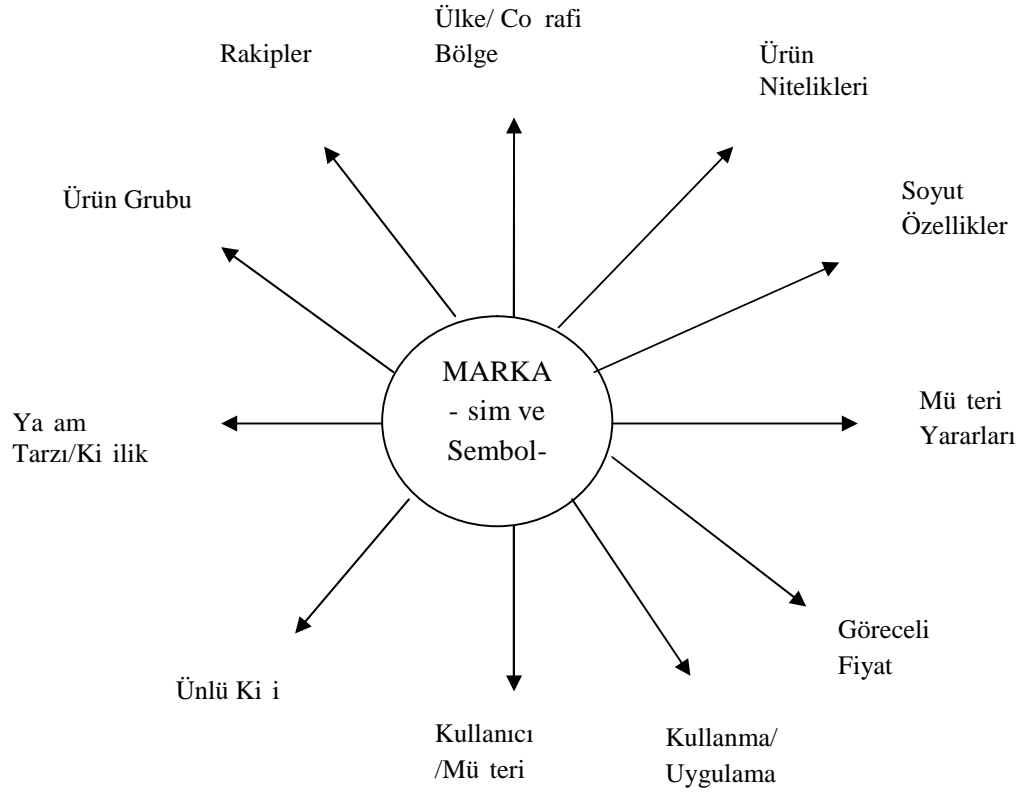 Ülke/ Co rafi
Bölge
Rakipler
Ürün
Nitelikleri
Ürün Grubu
Soyut
Özellikler
MARKA
- sim ve
Sembol-
Ya am
Tarzı/Ki ilik
Mü teri
Yararları
Göreceli
Fiyat
Ünlü Ki i
Kullanıcı
/Mü teri
Kullanma/
Uygulama